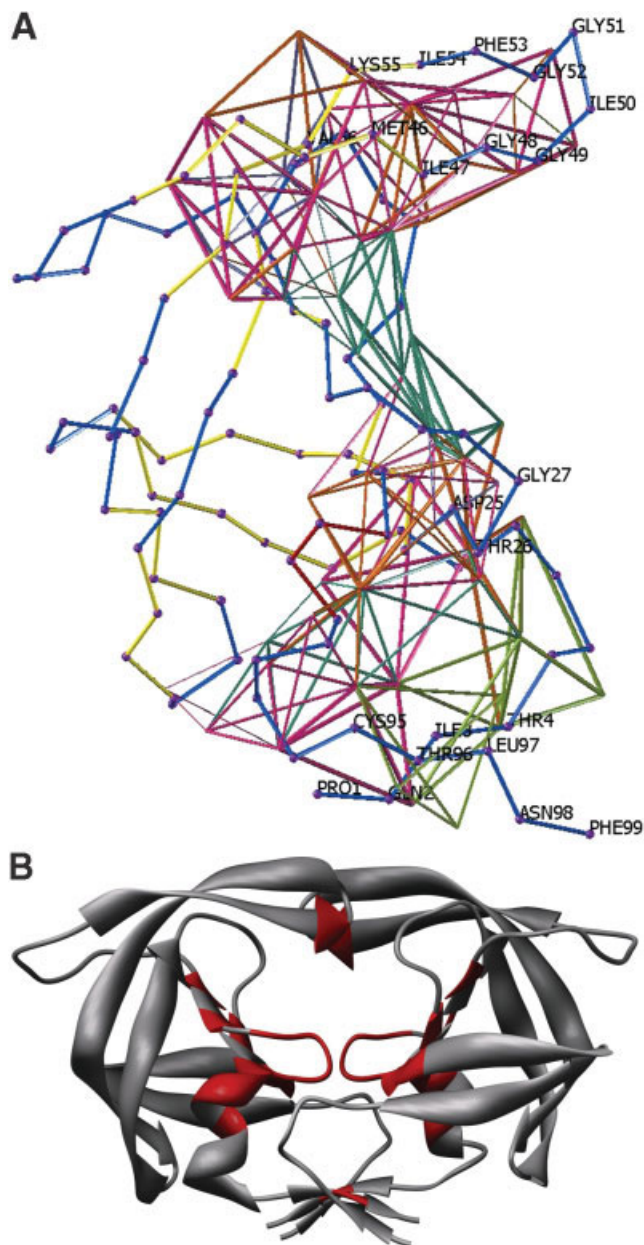 A
GLY51
PHE53
ILE54
LYS55
GLY52
ILE50
MET46
GLY48
GLY49
ILE47
GLY27
ASP25
THR26
CYS95
ILE3
THR4
LEU97
THR96
PRO1
GLN2
ASN98
PHE99
B